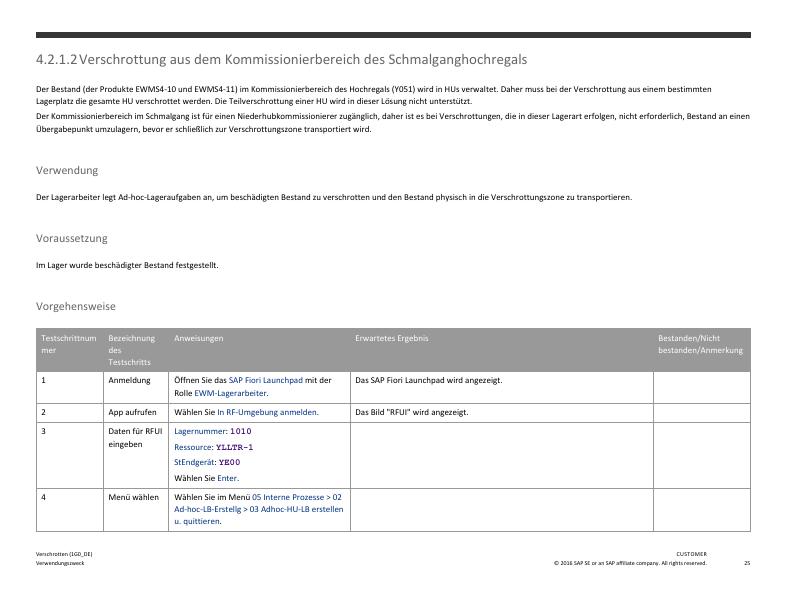 4.2.1.2 Verschrottung aus dem Kommissionierbereich des Schmalganghochregals
Der Bestand (der Produkte EWMS4-10 und EWMS4-11) im Kommissionierbereich des Hochregals (Y051) wird in HUs verwaltet. Daher muss bei der Verschrottung aus einem bestimmten
Lagerplatz die gesamte HU verschrottet werden. Die Teilverschrottung einer HU wird in dieser Lösung nicht unterstützt.
Der Kommissionierbereich im Schmalgang ist für einen Niederhubkommissionierer zugänglich, daher ist es bei Verschrottungen, die in dieser Lagerart erfolgen, nicht erforderlich, Bestand an einen
Übergabepunkt umzulagern, bevor er schließlich zur Verschrottungszone transportiert wird.
Verwendung
Der Lagerarbeiter legt Ad-hoc-Lageraufgaben an, um beschädigten Bestand zu verschrotten und den Bestand physisch in die Verschrottungszone zu transportieren.
Voraussetzung
Im Lager wurde beschädigter Bestand festgestellt.
Vorgehensweise
Testschrittnum
mer
Bezeichnung
des
Testschritts
Anweisungen
Erwartetes Ergebnis
Bestanden/Nicht
bestanden/Anmerkung
1
Anmeldung
Öffnen Sie das SAP Fiori Launchpad mit der
Rolle EWM-Lagerarbeiter.
Das SAP Fiori Launchpad wird angezeigt.
2
App aufrufen
Wählen Sie In RF-Umgebung anmelden.
Das Bild "RFUI" wird angezeigt.
3
Daten für RFUI
eingeben
Lagernummer: 1010
Ressource: YLLTR-1
StEndgerät: YE00
Wählen Sie Enter.
4
Menü wählen
Wählen Sie im Menü 05 Interne Prozesse > 02
Ad-hoc-LB-Erstellg > 03 Adhoc-HU-LB erstellen
u. quittieren.
Verschrotten (1G0_DE)
Verwendungszweck
CUSTOMER
© 2016 SAP SE or an SAP affiliate company. All rights reserved.
25